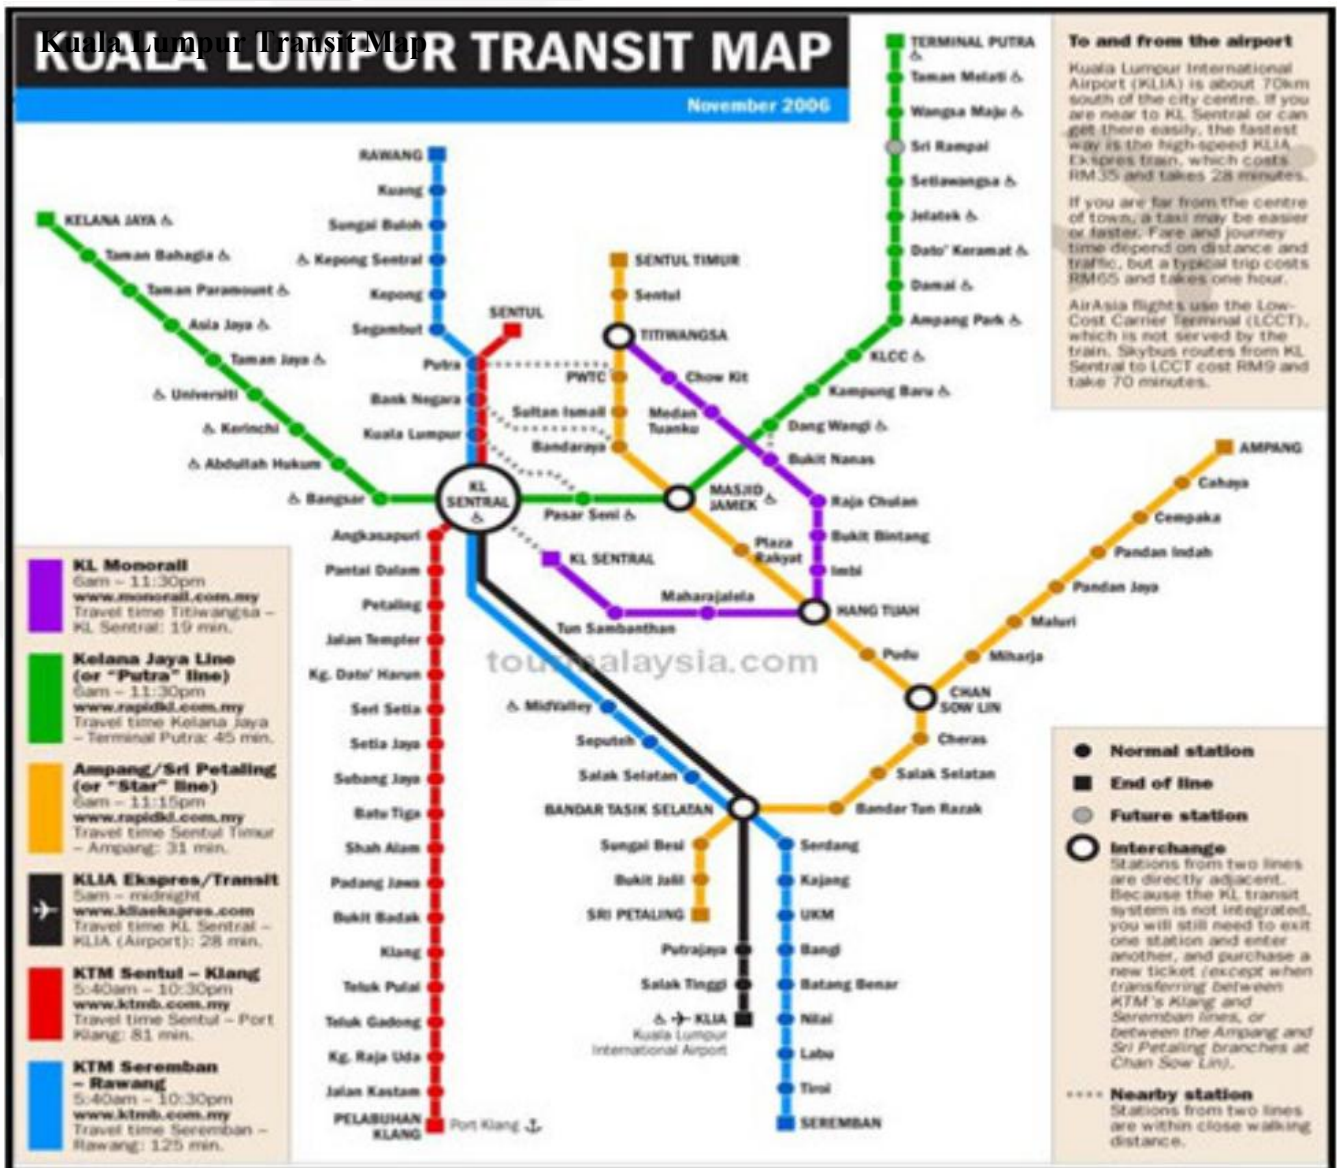 Kuala Lumpur Transit Map
KUALA LUMPUR TRANSIT MAP
November 2006
To and from the airport
Kuala Lumpur International
Airport (KLIA) is about 70km
south of the city centre. If you
are near to KL Sentral or can
get there easily, the fastest
way is the high-speed KLIA
Ekspres train, which costs
RM35 and takes 28 minutes.
If you are far from the centre
of town, a taxi may be easier
or faster. Fare and journey
time depend on distance and
traffic, but a typical trip costs
RM65 and takes one hour.
AirAsia flights use the Low-
Cost Carrier Terminal (LCCT),
which is not served by the
train. Skybus routes from KL
Sentral to LCCT cost RM9 and
take 70 minutes.
TERMINAL PUTRA
Taman Melati
Wangsa Maju
Sri Rampai
Setiawangsa
Jelatek
Dato' Keramat
Damai
Ampang Park
KLCC
Kampung Baru
Dang Wangi
MASJID
JAMEK
Pasar Seni
KL
SENTRAL
Bangsar
Abdullah Hukum
Kerinchi
Universiti
Taman Jaya
Asia Jaya
Taman Paramount
Taman Bahagia
KELANA JAYA
RAWANG
Kuang
Sungai Buloh
Kepong Sentral
Kepong
Segambut
SENTUL
Putra
Bank Negara
Kuala Lumpur
SENTUL TIMUR
Sentul
TITIWANGSA
PWTC
Sultan Ismail
Bandaraya
Chow Kit
Medan
Tuanku
Bukit Nanas
Raja Chulan
Bukit Bintang
Imbi
HANG TUAH
Maharajalela
Tun Sambanthan
KL SENTRAL
Plaza
Rakyat
Pudu
CHAN
SOW LIN
Miharja
Maluri
Pandan Jaya
Pandan Indah
Cempaka
Cahaya
AMPANG
Cheras
Salak Selatan
Bandar Tun Razak
BANDAR TASIK SELATAN
Sungai Besi
Bukit Jalil
SRI PETALING
MidValley
Seputeh
Salak Selatan
Serdang
Kajang
UKM
Bangi
Batang Benar
Nilai
Labu
Tiroi
SEREMBAN
Putrajaya
Salak Tinggi
KLIA
Kuala Lumpur
International Airport
Angkasapuri
Pantai Dalam
Petaling
Jalan Templer
Kg. Dato' Harun
Seri Setia
Setia Jaya
Subang Jaya
Batu Tiga
Shah Alam
Padang Jawa
Bukit Badak
Klang
Teluk Pulai
Teluk Gadong
Kg. Raja Uda
Jalan Kastam
PELABUHAN
KLANG
Port Klang
tourmalaysia.com
KL Monorail
6am – 11:30pm
www.monorail.com.my
Travel time Titiwangsa –
KL Sentral: 19 min.
Kelana Jaya Line
(or "Putra" line)
6am – 11:30pm
www.rapidkl.com.my
Travel time Kelana Jaya
– Terminal Putra: 45 min.
Ampang/Sri Petaling
(or "Star" line)
6am – 11:15pm
www.rapidkl.com.my
Travel time Sentul Timur
– Ampang: 31 min.
KLIA Ekspres/Transit
5am – midnight
www.kliaekspres.com
Travel time KL Sentral –
KLIA (Airport): 28 min.
KTM Sentul – Klang
5:40am – 10:30pm
www.ktmb.com.my
Travel time Sentul – Port
Klang: 81 min.
KTM Seremban
– Rawang
5:40am – 10:30pm
www.ktmb.com.my
Travel time Seremban –
Rawang: 125 min.
Normal station
End of line
Future station
Interchange
Stations from two lines
are directly adjacent.
Because the KL transit
system is not integrated,
you will still need to exit
one station and enter
another, and purchase a
new ticket (except when
transferring between
KTM's Klang and
Seremban lines, or
between the Ampang and
Sri Petaling branches at
Chan Sow Lin).
Nearby station
Stations from two lines
are within close walking
distance.